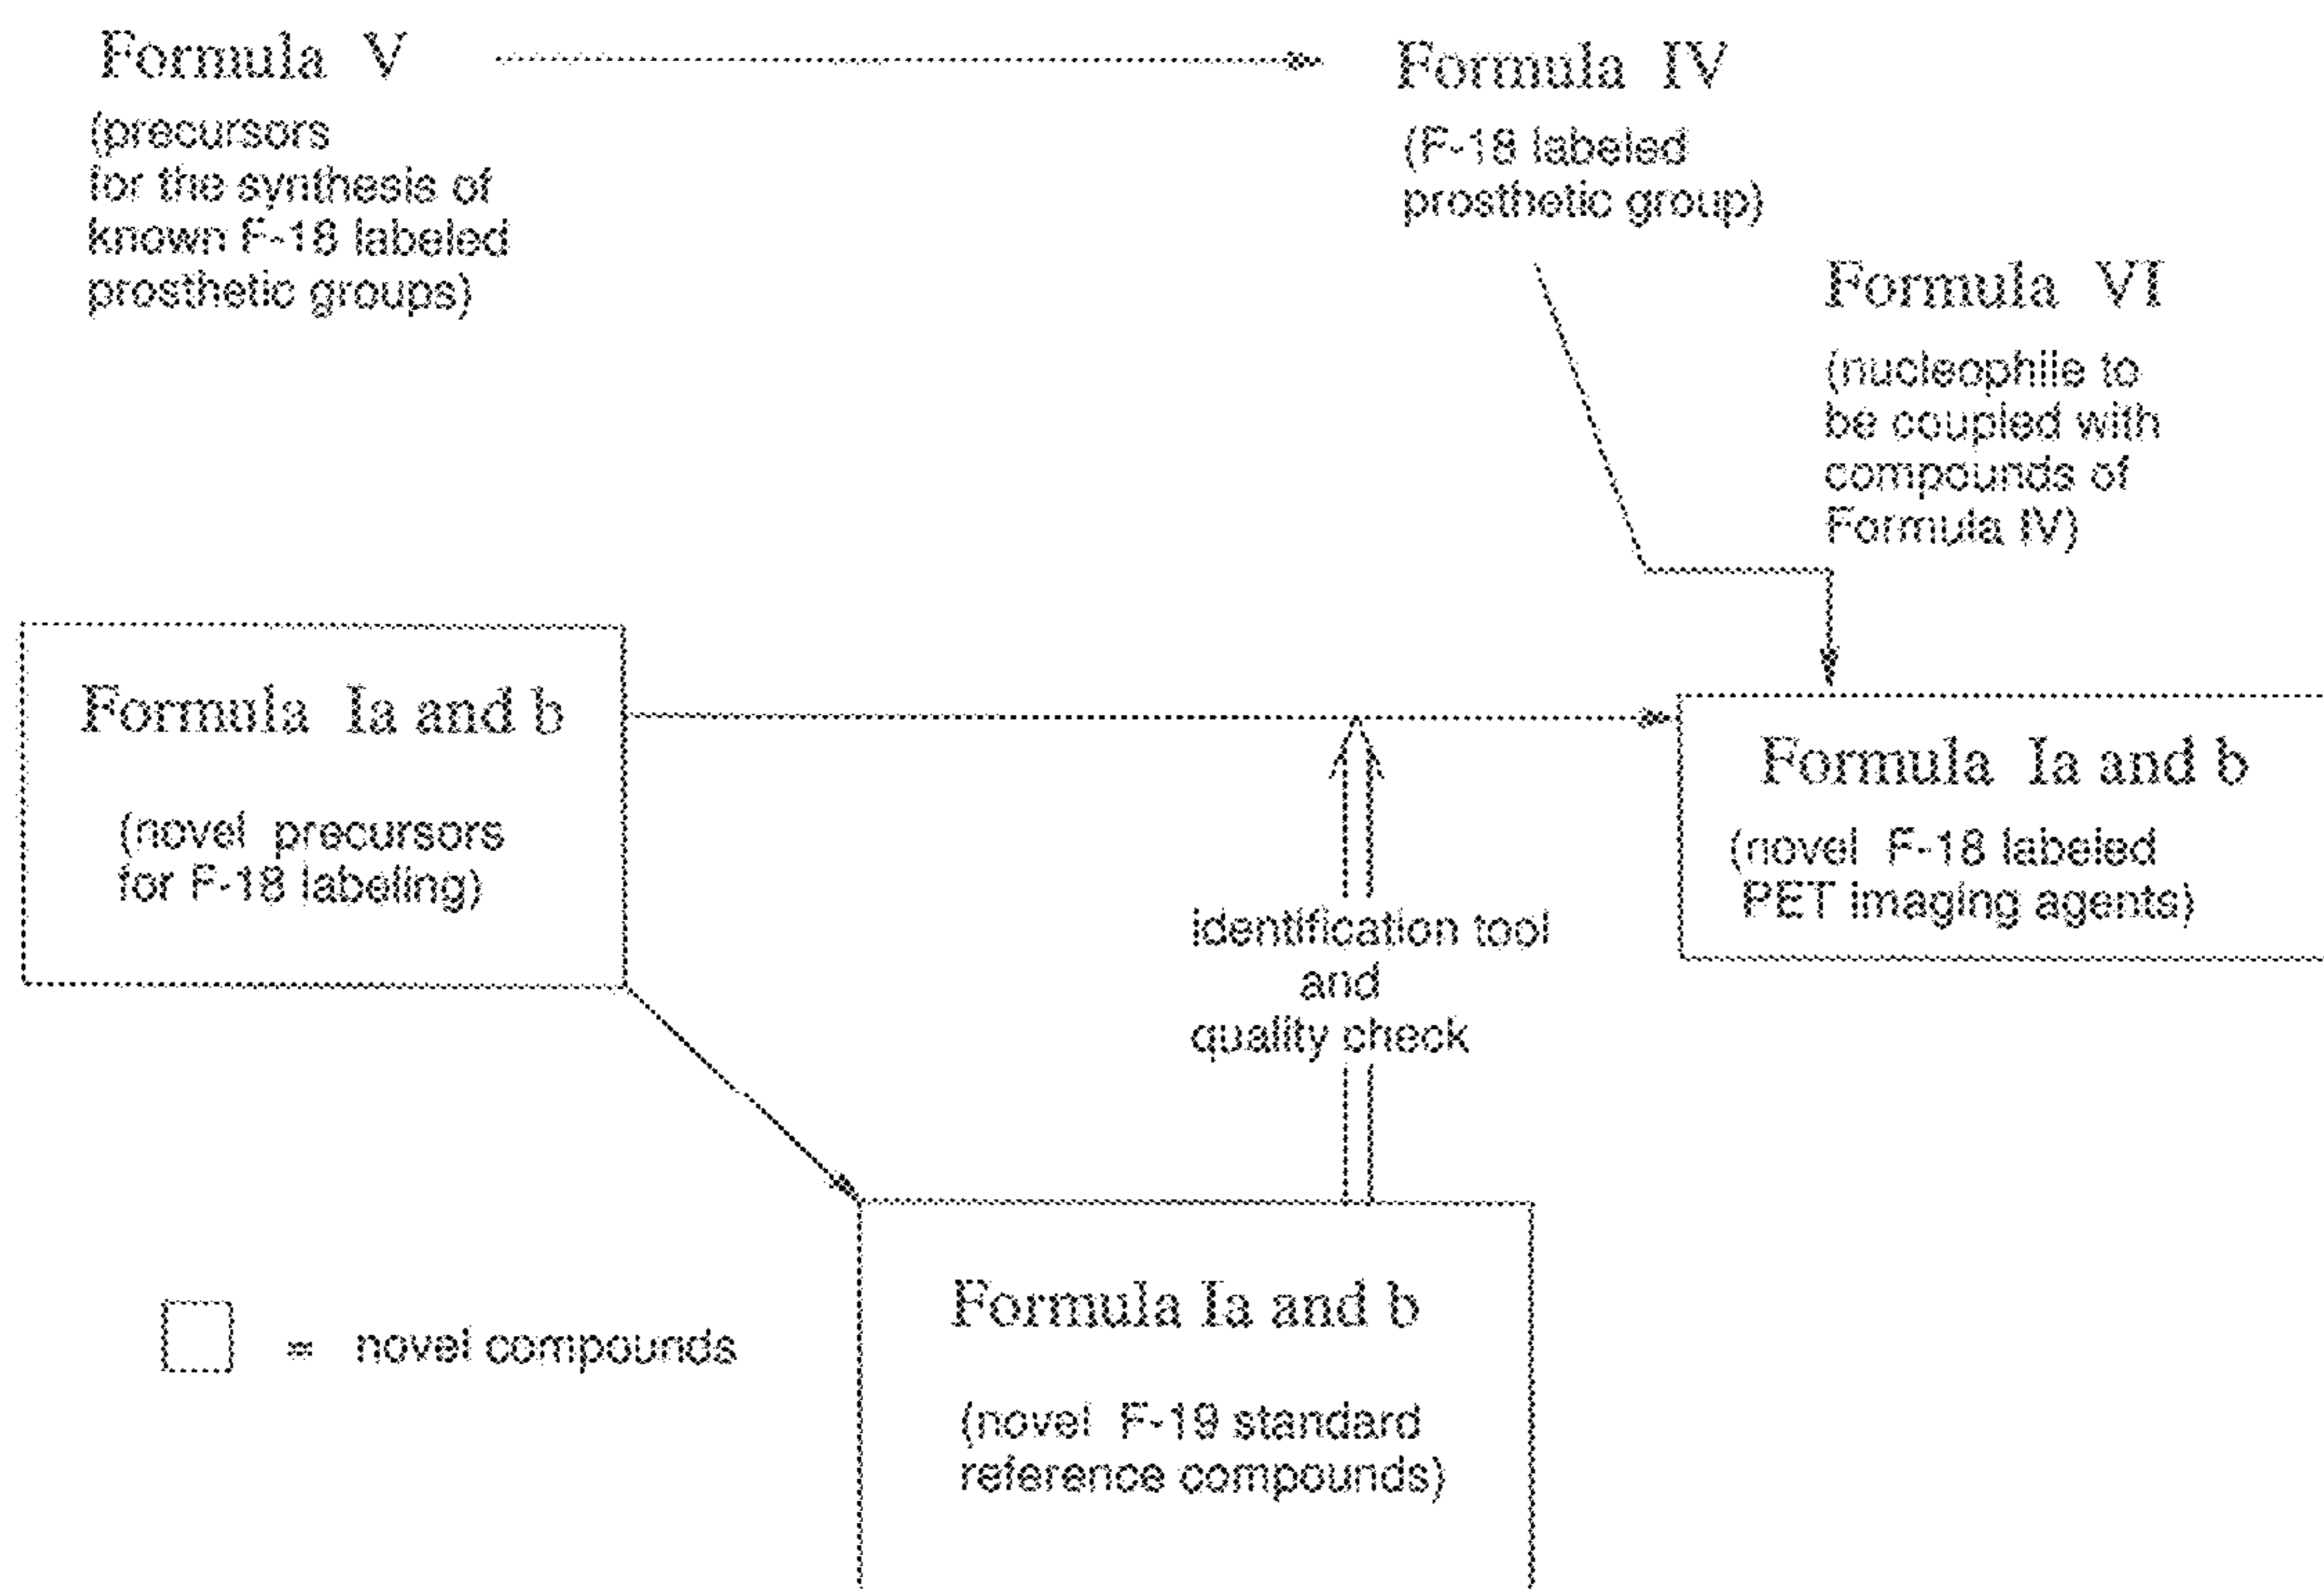 Formula V
(precursors
for the synthesis of
known F-18 labeled
prosthetic groups)
Formula IV
(F-18 labeled
prosthetic group)
Formula VI
(nucleophile to
be coupled with
compounds of
Formula IV)
Formula Ia and b
(novel precursors
for F-18 labeling)
Formula Ia and b
(novel F-18 labeled
PET imaging agents)
identification tool
and
quality check
Formula Ia and b
(novel F-19 standard
reference compounds)
= novel compounds